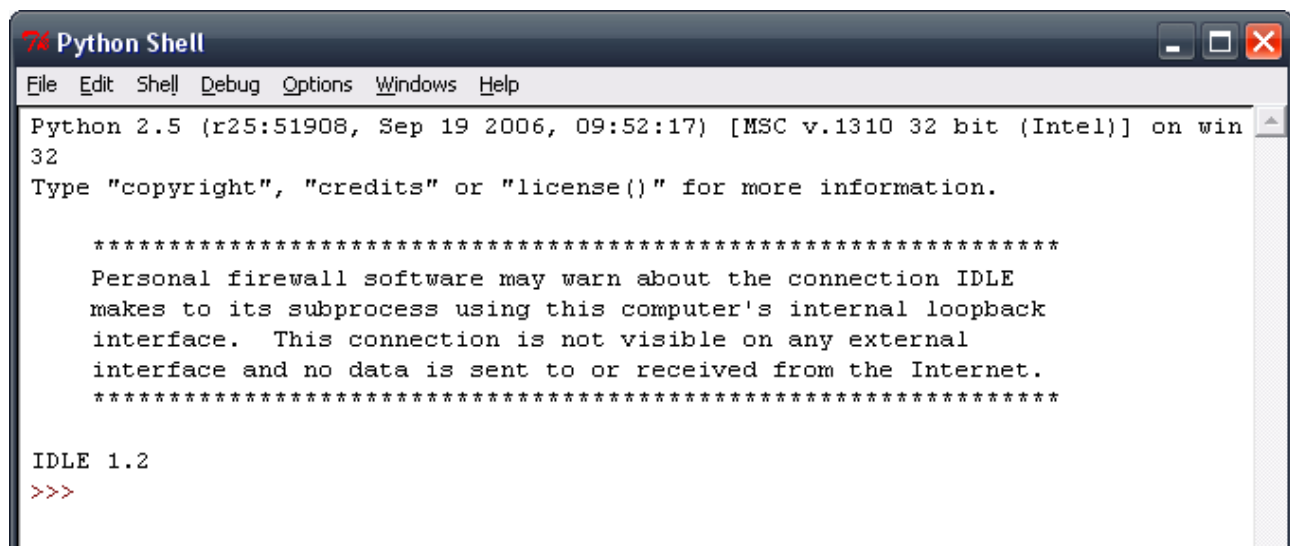 Python Shell
File Edit Shell Debug Options Windows Help
Python 2.5 (r25:51908, Sep 19 2006, 09:52:17) [MSC v.1310 32 bit (Intel)] on win
32
Type "copyright", "credits" or "license()" for more information.
****************************************************************
Personal firewall software may warn about the connection IDLE
makes to its subprocess using this computer's internal loopback
interface.  This connection is not visible on any external
interface and no data is sent to or received from the Internet.
****************************************************************
IDLE 1.2
>>>